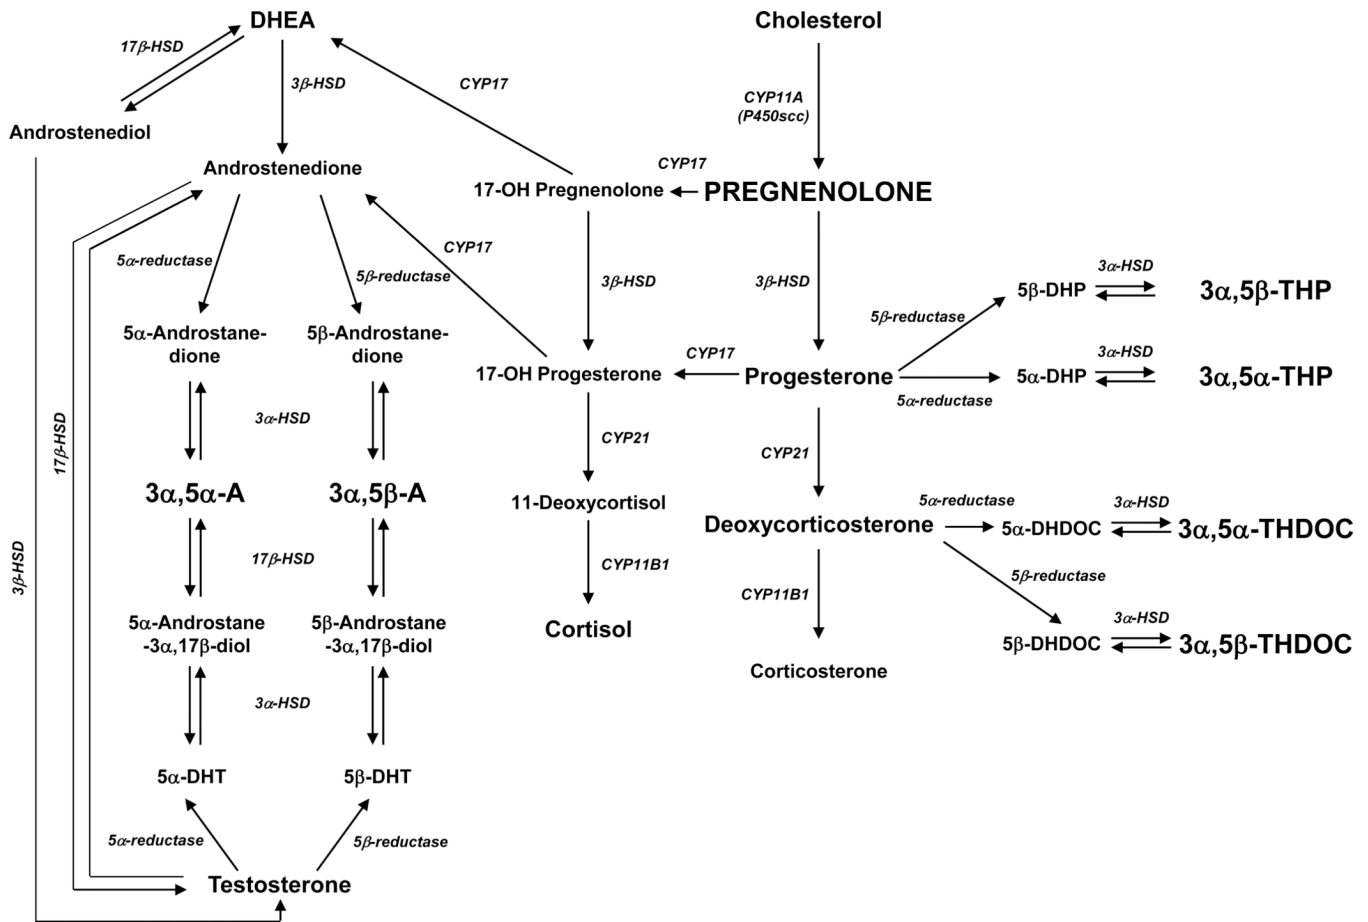 DHEA
Cholesterol
17β-HSD
3β-HSD
CYP17
CYP11A
(P450scc)
Androstenediol
Androstenedione
CYP17
17-OH Pregnenolone
PREGNENOLONE
5α-reductase
5β-reductase
CYP17
3β-HSD
3β-HSD
3α-HSD
5β-DHP
3α,5β-THP
5β-reductase
5α-Androstane-
dione
5β-Androstane-
dione
CYP17
3α-HSD
17-OH Progesterone
Progesterone
5α-DHP
3α,5α-THP
5α-reductase
17β-HSD
3α-HSD
CYP21
CYP21
3α,5α-A
3α,5β-A
11-Deoxycortisol
5α-reductase
3α-HSD
Deoxycorticosterone
5α-DHDOC
3α,5α-THDOC
3β-HSD
17β-HSD
CYP11B1
CYP11B1
5β-reductase
5α-Androstane
-3α,17β-diol
5β-Androstane
-3α,17β-diol
Cortisol
3α-HSD
5β-DHDOC
3α,5β-THDOC
Corticosterone
3α-HSD
5α-DHT
5β-DHT
5α-reductase
5β-reductase
Testosterone